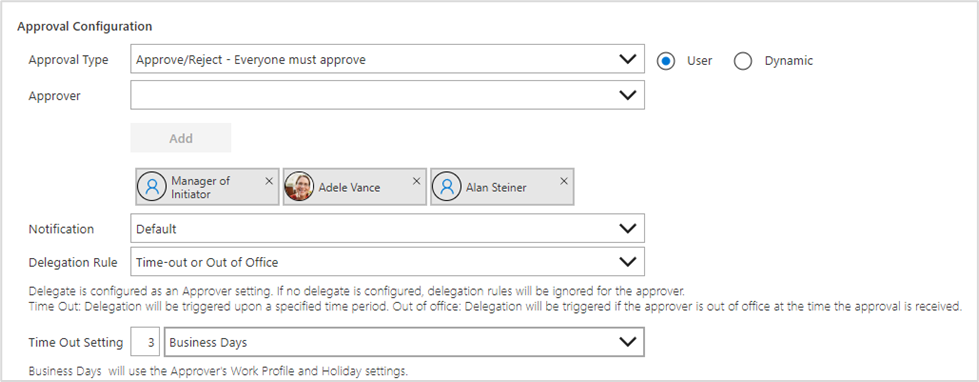 Approval Configuration
Approval Type Approve/Reject - Everyone must approve User Dynamic
Approver
Add
Manager of Initiator Adele Vance Alan Steiner
Notification Default
Delegation Rule Time-out or Out of Office
Delegate is configured as an Approver setting. If no delegate is configured, delegation rules will be ignored for the approver.
Time Out: Delegation will be triggered upon a specified time period. Out of office: Delegation will be triggered if the approver is out of office at the time the approval is received.
Time Out Setting 3 Business Days
Business Days  will use the Approver's Work Profile and Holiday settings.